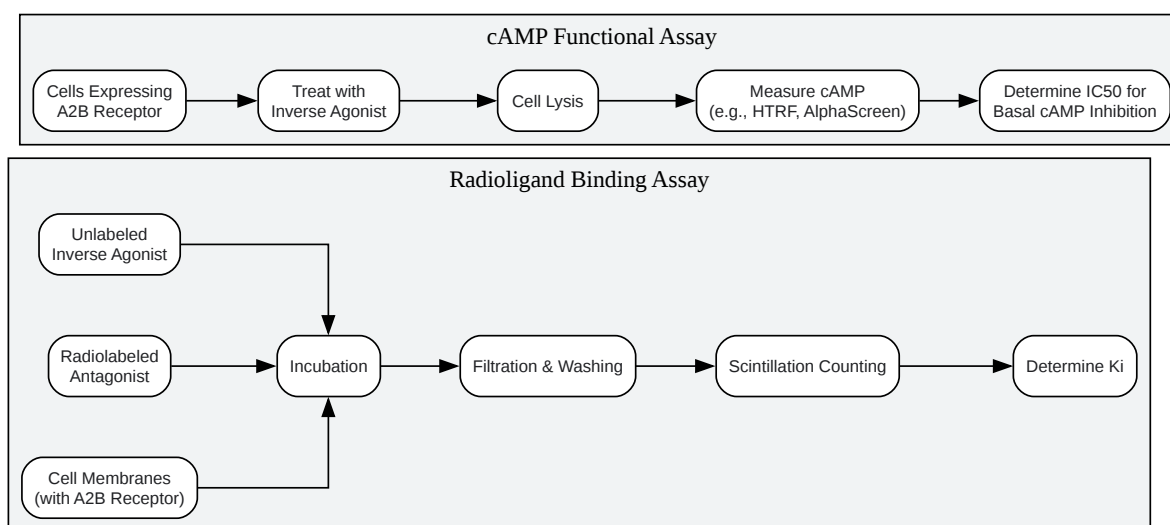 cAMP Functional Assay
Cells Expressing
A2B Receptor
Treat with
Inverse Agonist
Cell Lysis
Measure cAMP
(e.g., HTRF, AlphaScreen)
Determine IC50 for
Basal cAMP Inhibition
Radioligand Binding Assay
Unlabeled
Inverse Agonist
Radiolabeled
Antagonist
Cell Membranes
(with A2B Receptor)
Incubation
Filtration & Washing
Scintillation Counting
Determine Ki